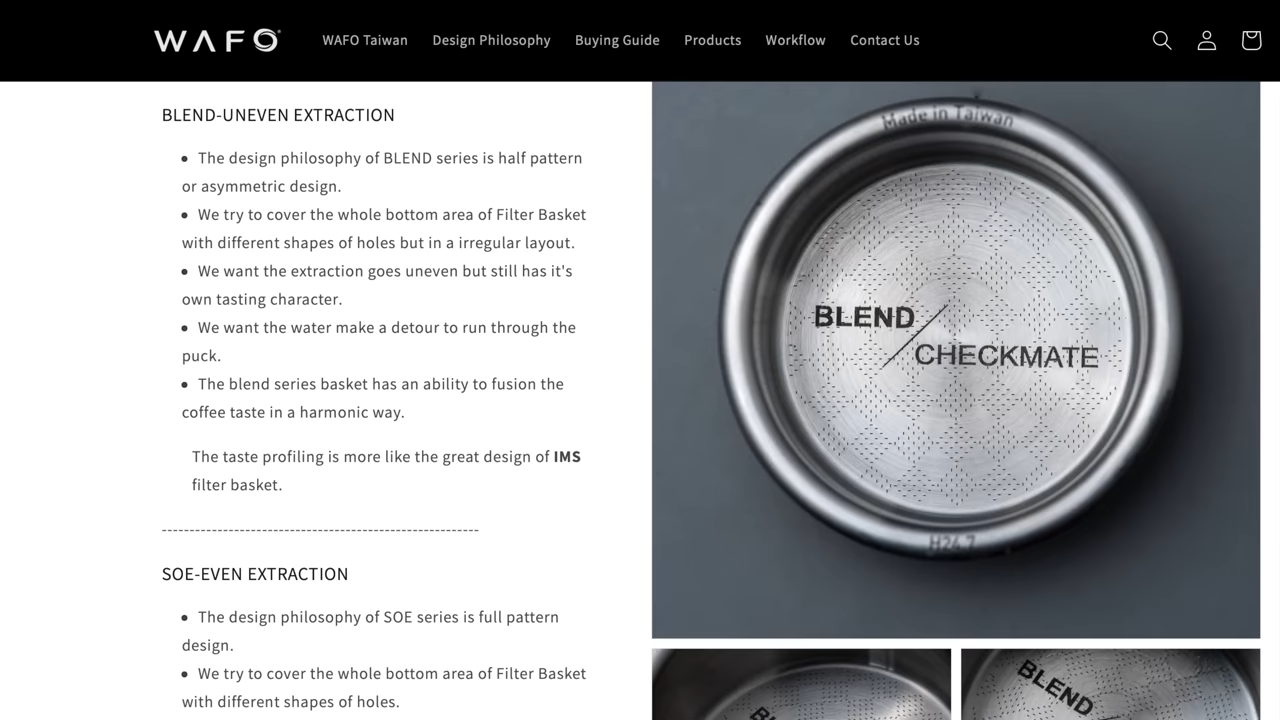 WAFO
WAFO Taiwan
Design Philosophy
Buying Guide
Products
Workflow
Contact Us
BLEND-UNEVEN EXTRACTION
• The design philosophy of BLEND series is half pattern
or asymmetric design.
• We try to cover the whole bottom area of Filter Basket
with different shapes of holes but in a irregular layout.
• We want the extraction goes uneven but still has it's
own tasting character.
• We want the water make a detour to run through the
puck.
• The blend series basket has an ability to fusion the
coffee taste in a harmonic way.
The taste profiling is more like the great design of IMS
filter basket.
----------------------------------------------------------
SOE-EVEN EXTRACTION
• The design philosophy of SOE series is full pattern
design.
• We try to cover the whole bottom area of Filter Basket
with different shapes of holes.
Made in Taiwan
BLEND
CHECKMATE
H24.7
BLEND